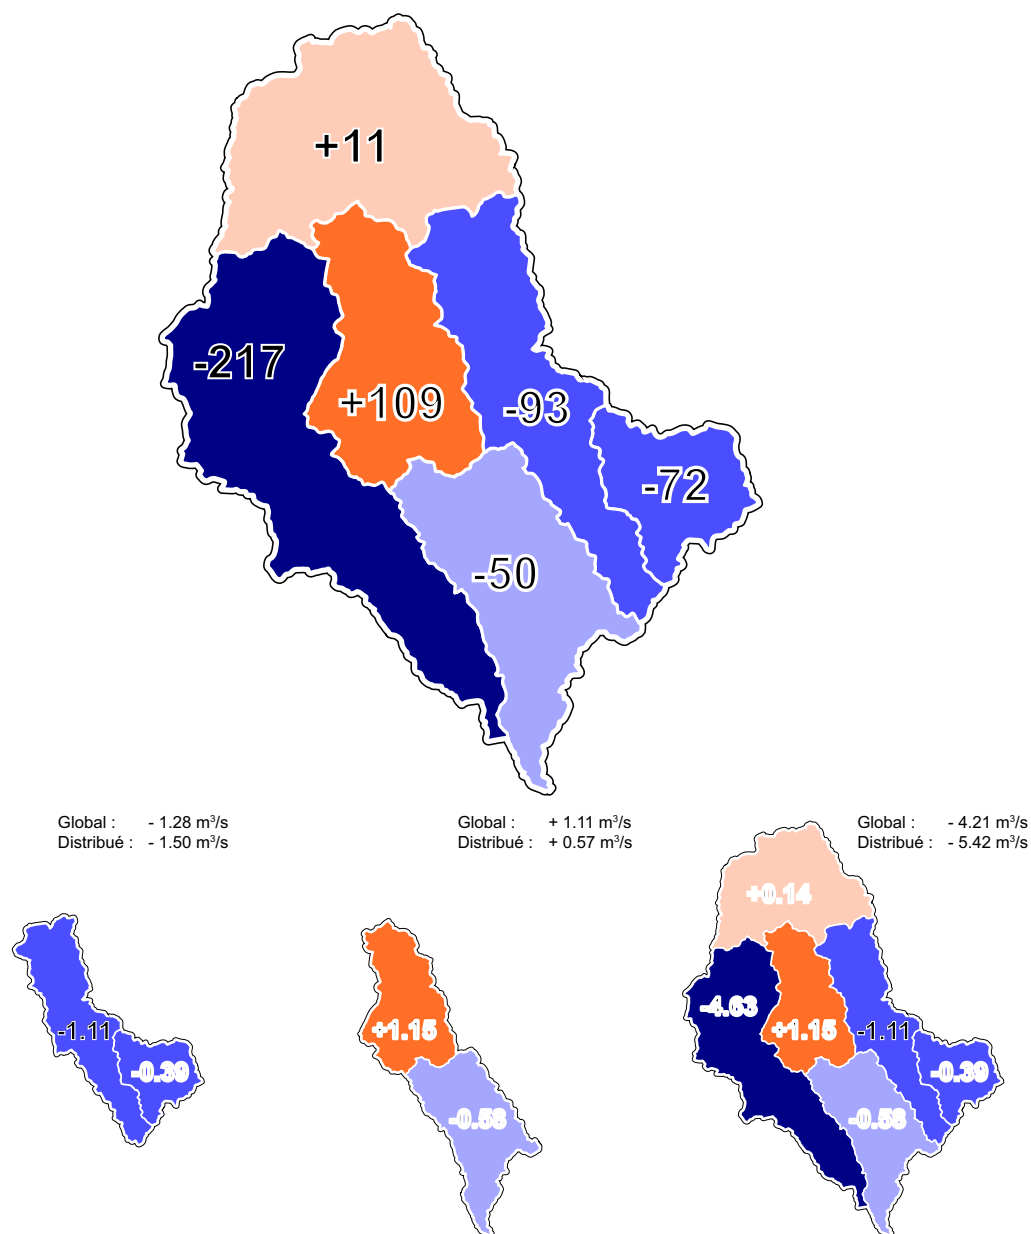 +11
-217
+109
-93
-72
-50
Global : - 1.28 m³/s
Distribué : - 1.50 m³/s
Global : + 1.11 m³/s
Distribué : + 0.57 m³/s
Global : - 4.21 m³/s
Distribué : - 5.42 m³/s
-1.11
-0.39
+1.15
-0.58
+0.14
-4.63
+1.15
-1.11
-0.39
-0.58